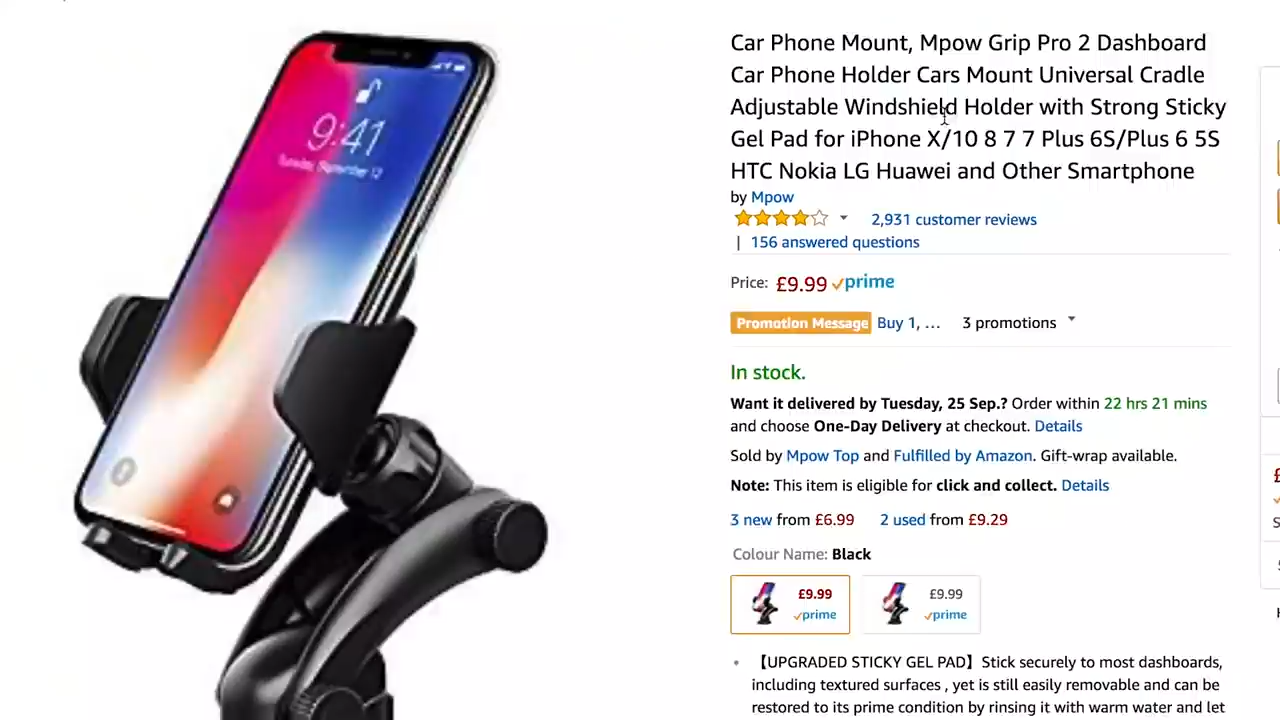 9:41
Tuesday, September 12
Car Phone Mount, Mpow Grip Pro 2 Dashboard
Car Phone Holder Cars Mount Universal Cradle
Adjustable Windshield Holder with Strong Sticky
Gel Pad for iPhone X/10 8 7 7 Plus 6S/Plus 6 5S
HTC Nokia LG Huawei and Other Smartphone
by Mpow
2,931 customer reviews
| 156 answered questions
Price: £9.99 prime
Promotion Message Buy 1, ... 3 promotions
In stock.
Want it delivered by Tuesday, 25 Sep.? Order within 22 hrs 21 mins
and choose One-Day Delivery at checkout. Details
Sold by Mpow Top and Fulfilled by Amazon. Gift-wrap available.
Note: This item is eligible for click and collect. Details
3 new from £6.99 2 used from £9.29
Colour Name: Black
£9.99 £9.99
prime prime
• 【UPGRADED STICKY GEL PAD】Stick securely to most dashboards,
including textured surfaces , yet is still easily removable and can be
restored to its prime condition by rinsing it with warm water and let